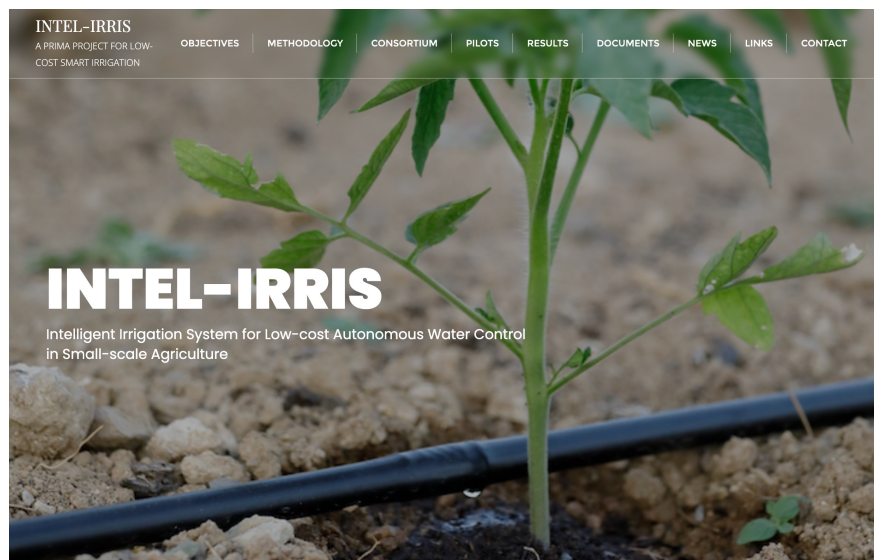 INTEL-IRRIS
A PRIMA PROJECT FOR LOW-
COST SMART IRRIGATION
OBJECTIVES METHODOLOGY CONSORTIUM PILOTS RESULTS DOCUMENTS NEWS LINKS CONTACT
INTEL-IRRIS
Intelligent Irrigation System for Low-cost Autonomous Water Control
in Small-scale Agriculture